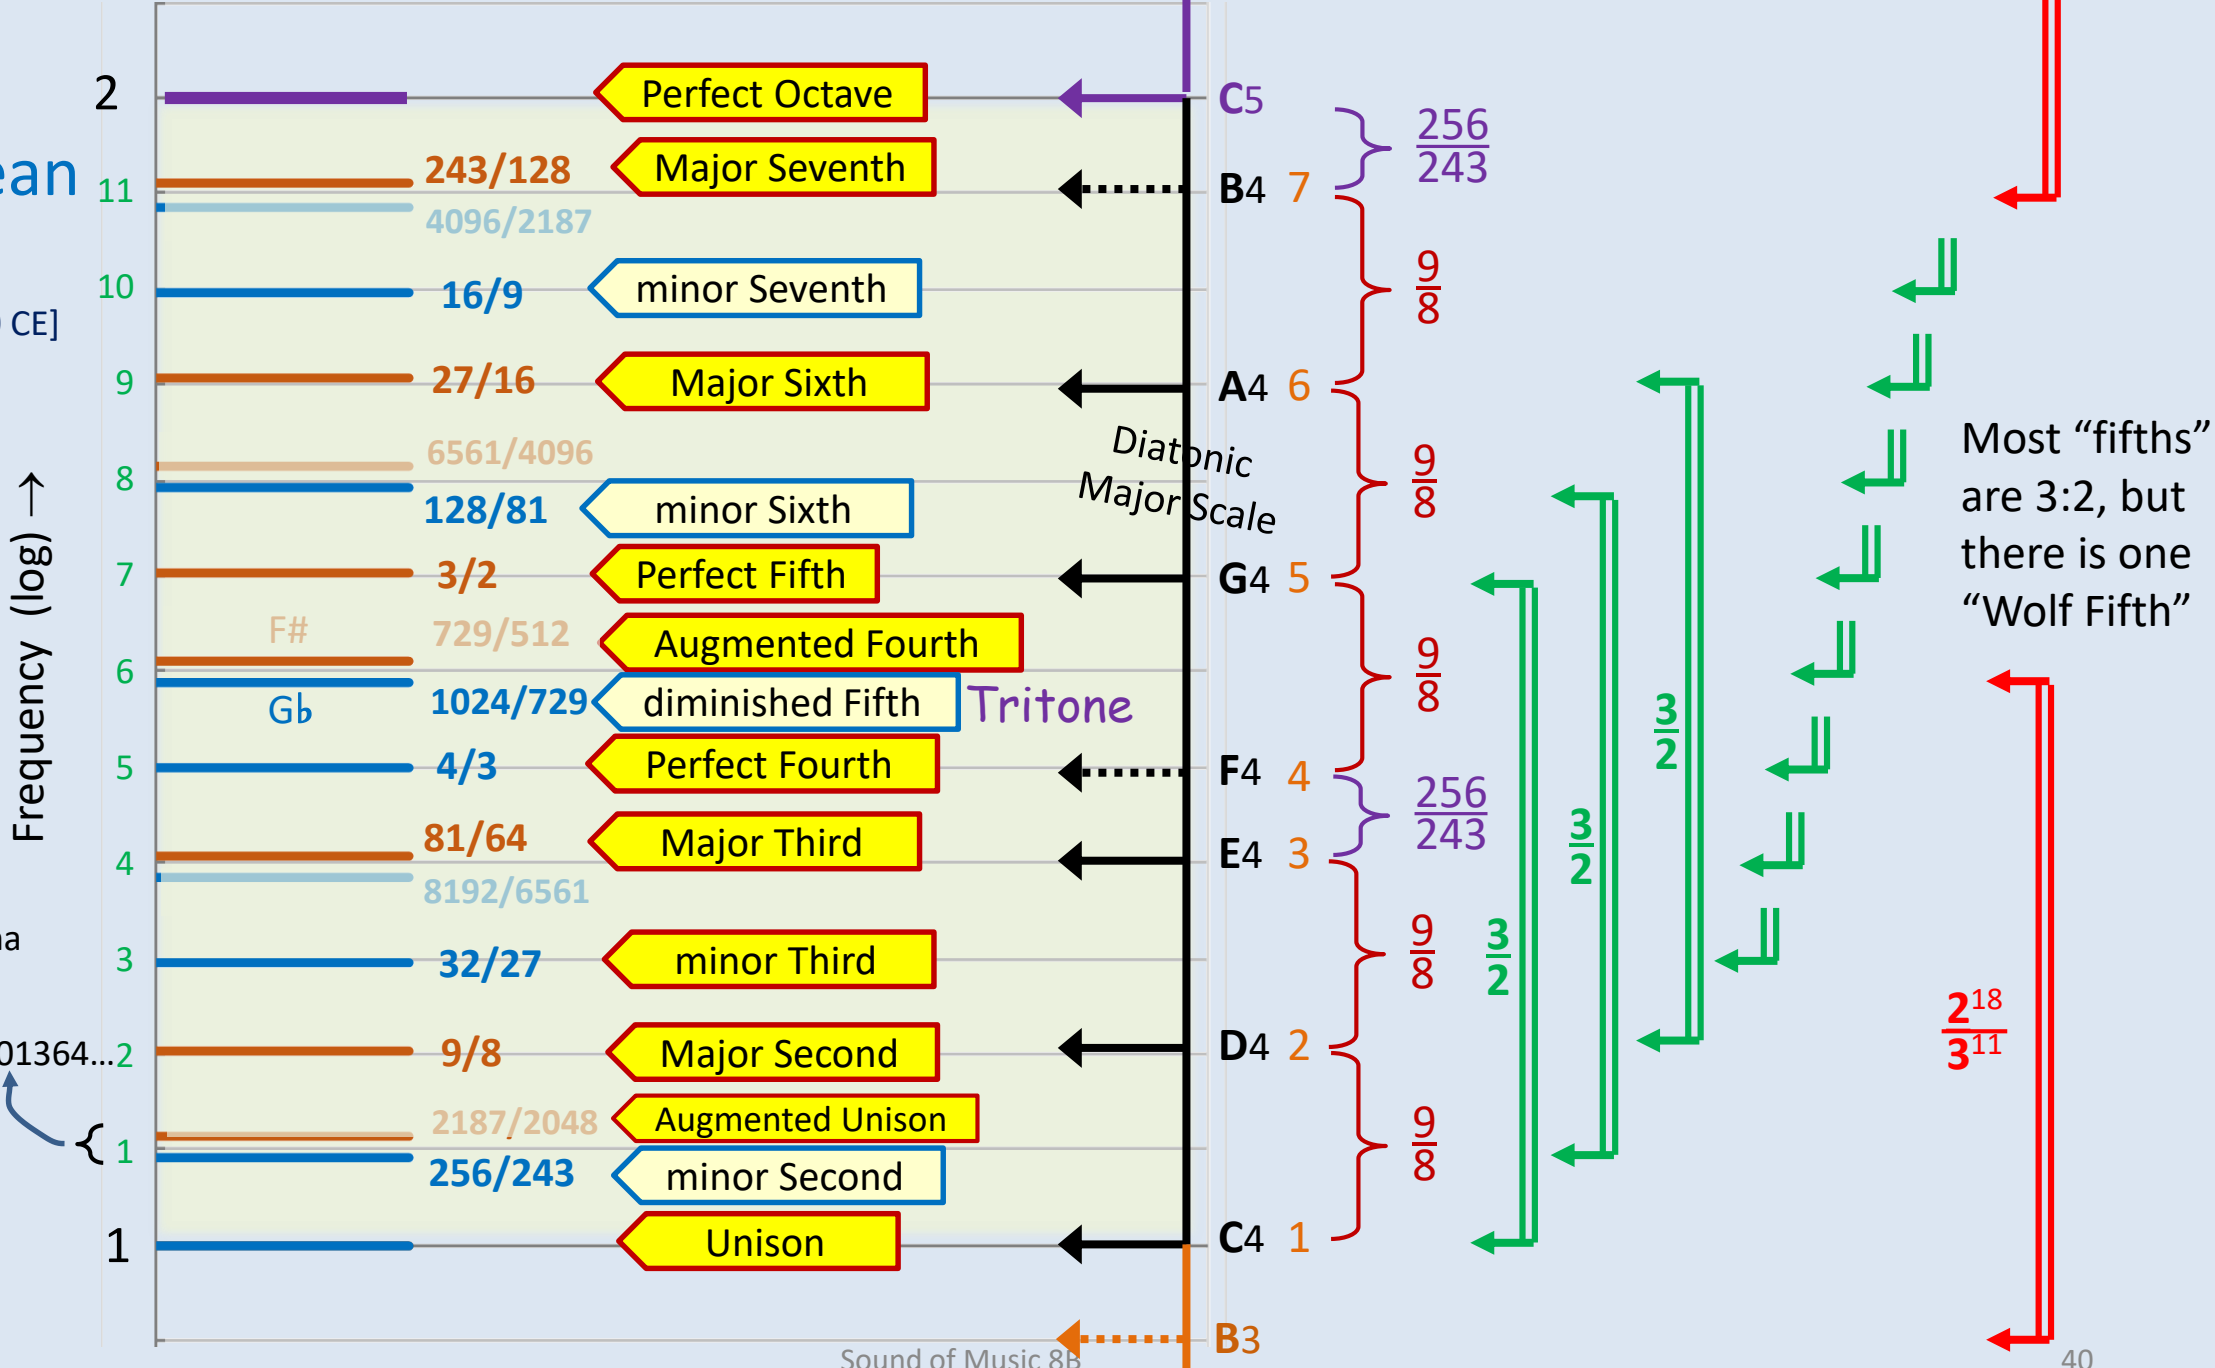 2
Perfect Octave
C5
256
243
ean
11
243/128
Major Seventh
B4 7
4096/2187
10
16/9
minor Seventh
9
8
CE]
9
27/16
Major Sixth
A4 6
6561/4096
Diatonic
Major Scale
9
8
8
128/81
minor Sixth
Most “fifths”
are 3:2, but
there is one
“Wolf Fifth”
Frequency (log) →
7
3/2
Perfect Fifth
G4 5
F#
729/512
Augmented Fourth
9
8
6
Gb
1024/729
diminished Fifth
Tritone
3
2
5
4/3
Perfect Fourth
F4 4
256
243
81/64
Major Third
3
2
4
E4 3
8192/6561
9
8
3
2
3
32/27
minor Third
2¹⁸
3¹¹
01364...2
9/8
Major Second
D4 2
2187/2048
Augmented Unison
9
8
1
256/243
minor Second
1
Unison
C4 1
B3
Sound of Music 8B
40